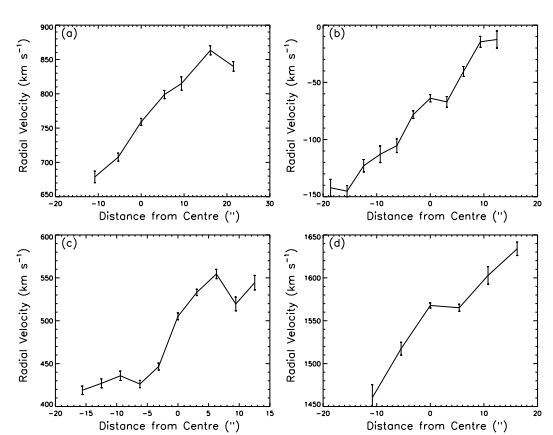 (a)
900
850
800
750
700
650
Radial Velocity (km s⁻¹)
−20 −10 0 10 20 30
Distance from Centre ('')
(b)
0
−50
−100
−150
Radial Velocity (km s⁻¹)
−20 −15 −10 −5 0 5 10 15
Distance from Centre ('')
(c)
600
550
500
450
400
Radial Velocity (km s⁻¹)
−20 −15 −10 −5 0 5 10 15
Distance from Centre ('')
(d)
1650
1600
1550
1500
1450
Radial Velocity (km s⁻¹)
−20 −10 0 10 20
Distance from Centre ('')